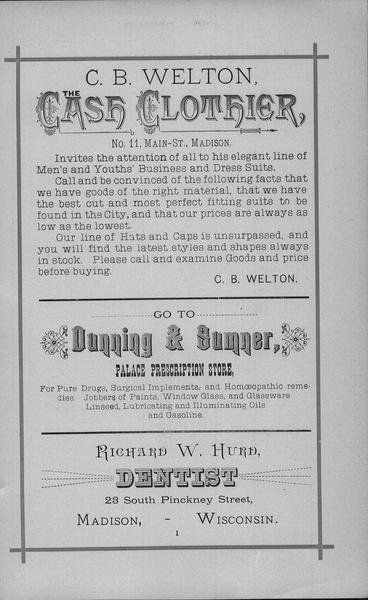 C. B. WELTON,
THE
CASH CLOTHIER,
No. 11, MAIN-ST., MADISON.
Invites the attention of all to his elegant line of
Men's and Youths' Business and Dress Suits.
Call and be convinced of the following facts that
we have goods of the right material, that we have
the best cut and most perfect fitting suits to be
found in the City, and that our prices are always as
low as the lowest.
Our line of Hats and Caps is unsurpassed, and
you will find the latest styles and shapes always
in stock. Please call and examine Goods and price
before buying.
C. B. WELTON.
GO TO
Dunning & Sumner,
PALACE PRESCRIPTION STORE,
For Pure Drugs, Surgical Implements, and Homœopathic reme-
dies. Jobbers of Paints, Window Glass, and Glassware
Linseed, Lubricating and Illuminating Oils
and Gasoline.
RICHARD W. HURD,
DENTIST
23 South Pinckney Street,
MADISON, - WISCONSIN.
1